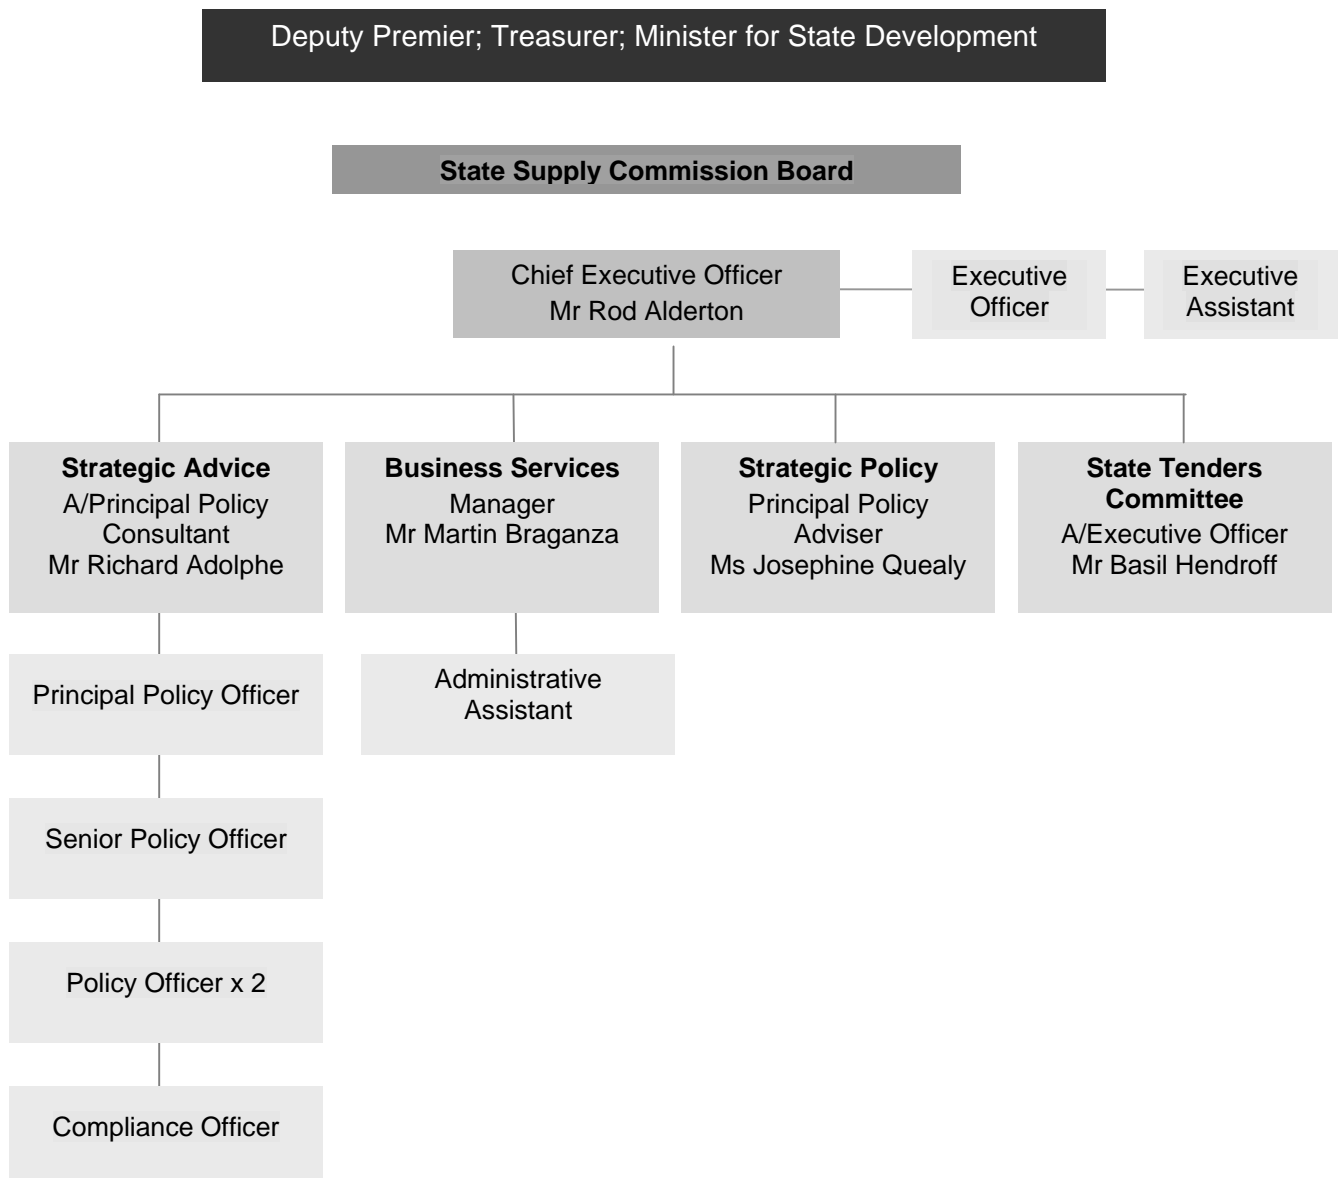 Deputy Premier; Treasurer; Minister for State Development
State Supply Commission Board
Chief Executive Officer
Mr Rod Alderton
Executive
Officer
Executive
Assistant
Strategic Advice
A/Principal Policy
Consultant
Mr Richard Adolphe
Business Services
Manager
Mr Martin Braganza
Strategic Policy
Principal Policy
Adviser
Ms Josephine Quealy
State Tenders
Committee
A/Executive Officer
Mr Basil Hendroff
Principal Policy Officer
Administrative
Assistant
Senior Policy Officer
Policy Officer x 2
Compliance Officer